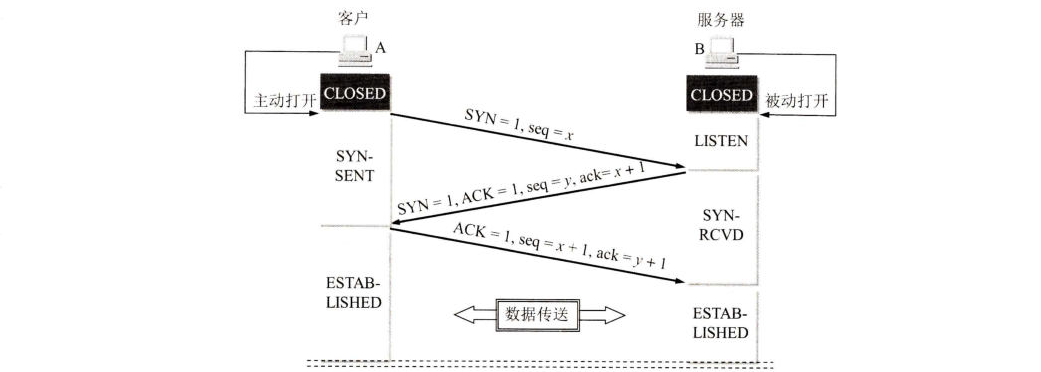 客户
服务器
A
B
CLOSED
CLOSED
主动打开
被动打开
SYN = 1, seq = x
LISTEN
SYN-
SENT
SYN = 1, ACK = 1, seq = y, ack= x + 1
SYN-
RCVD
ACK = 1, seq = x + 1, ack = y + 1
ESTAB-
LISHED
数据传送
ESTAB-
LISHED